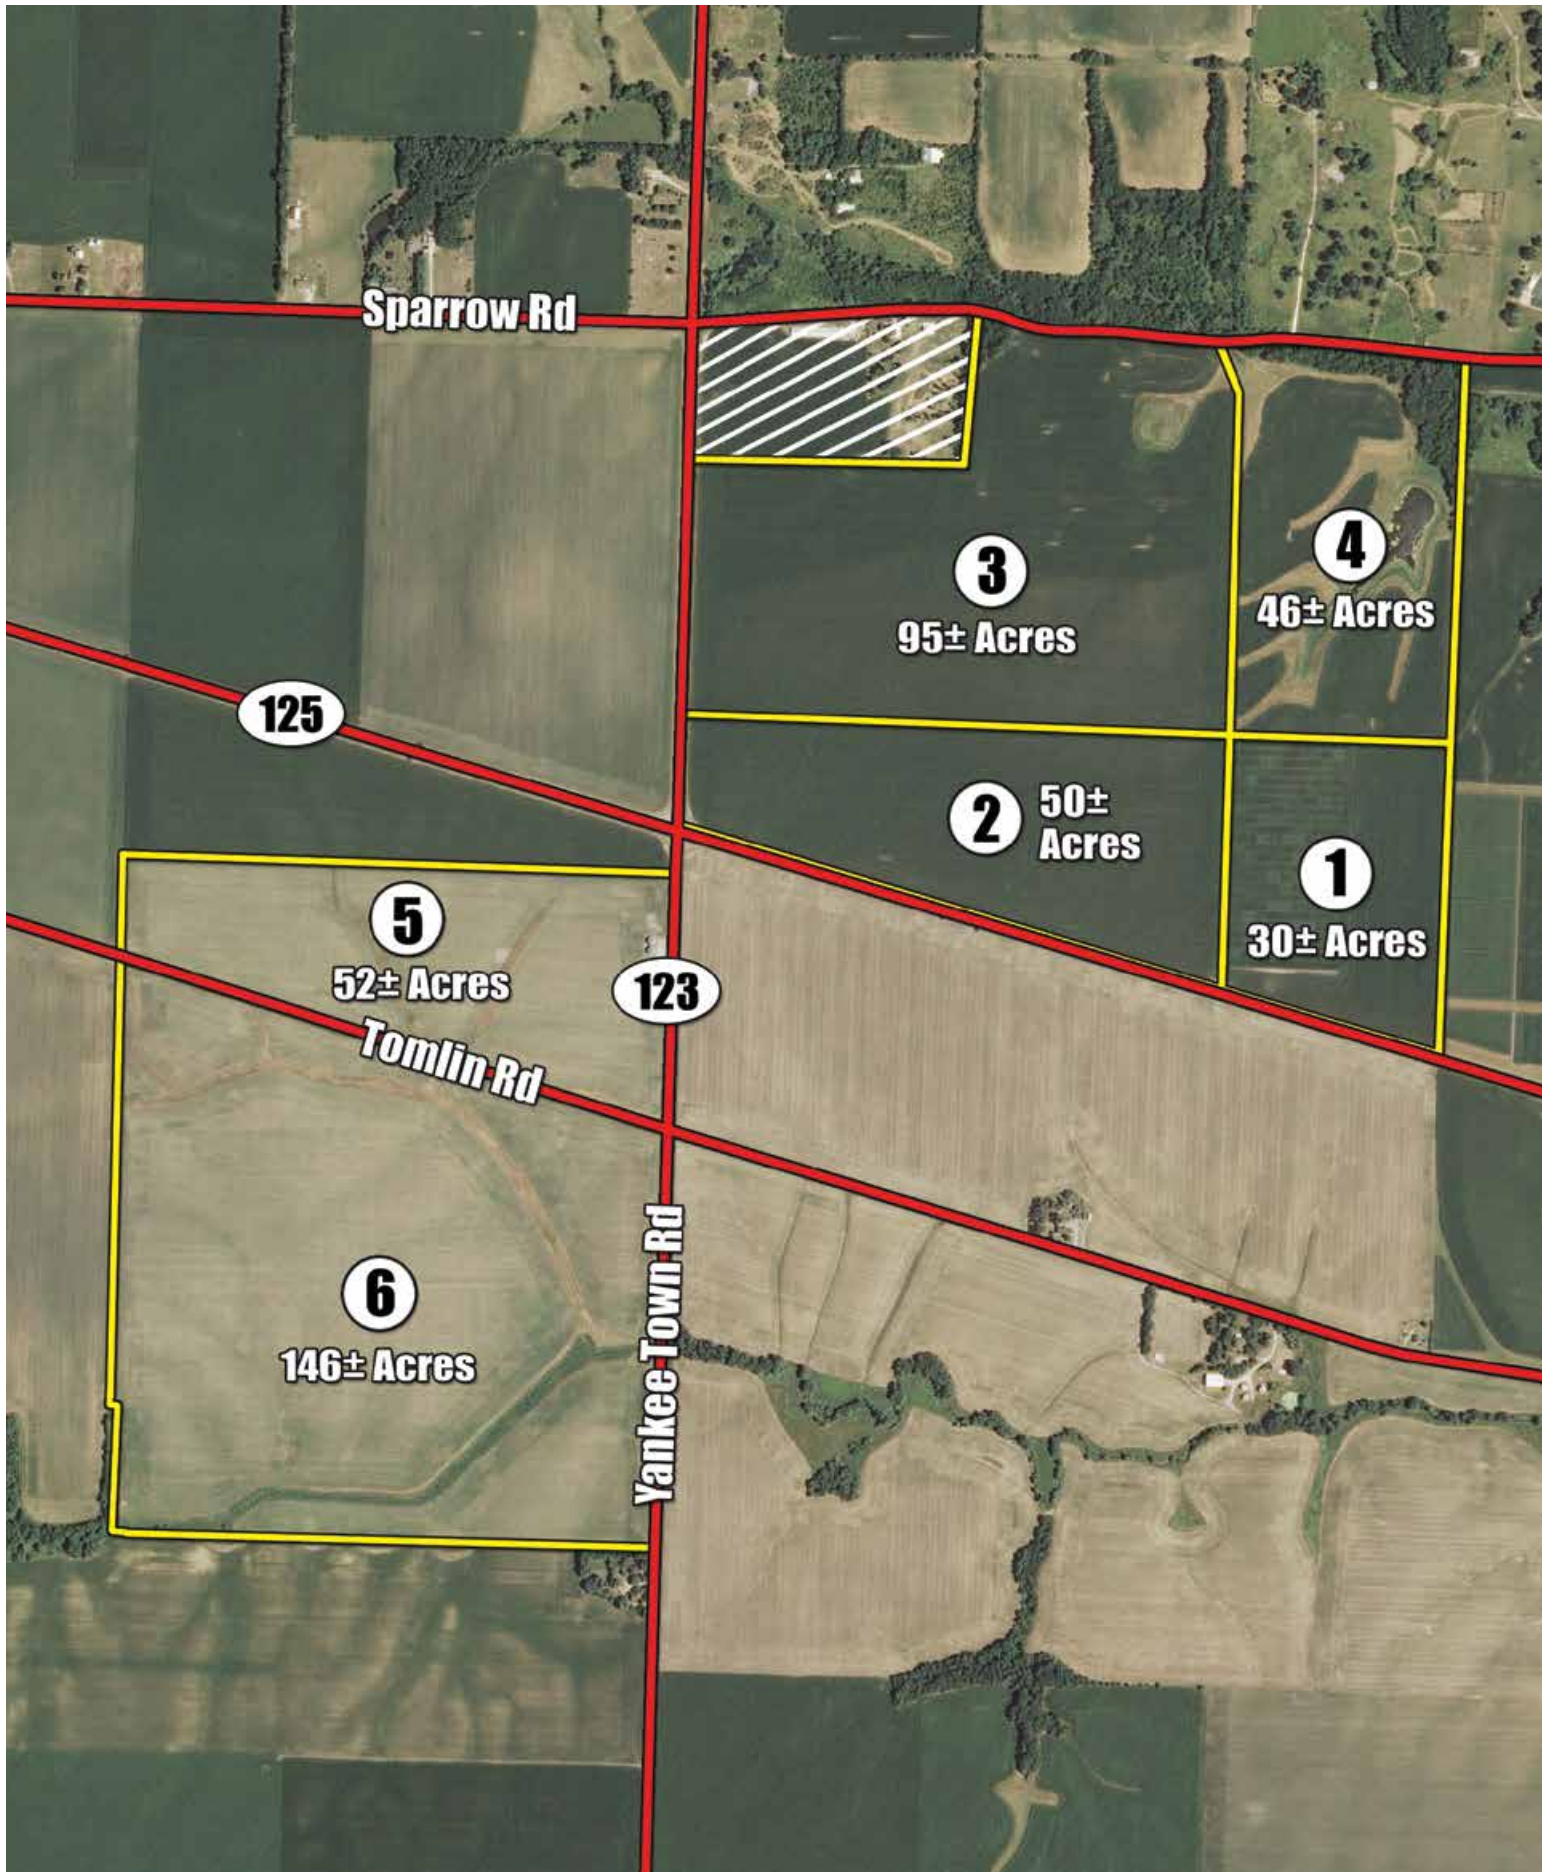 Sparrow Rd
3
95± Acres
4
46± Acres
125
2
50±
Acres
1
30± Acres
5
52± Acres
123
Tomlin Rd
6
146± Acres
Yankee Town Rd